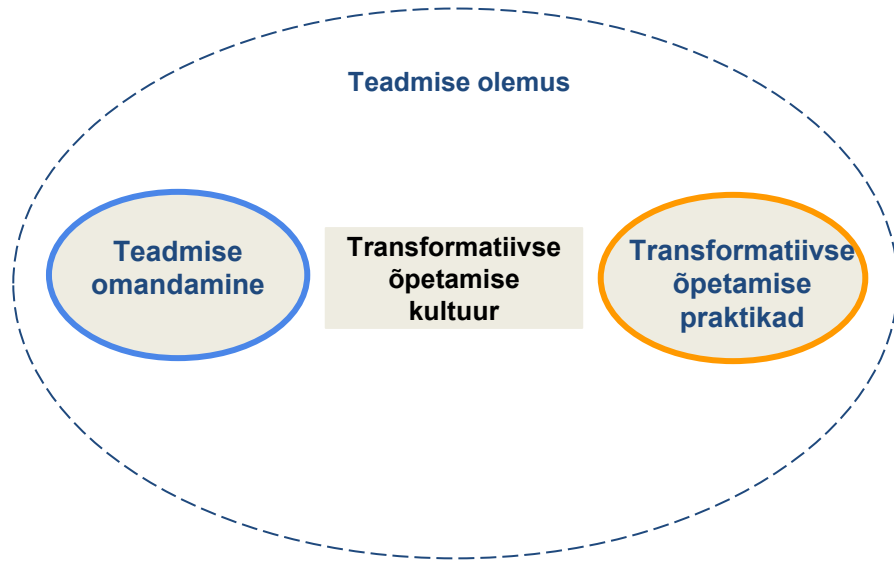 Teadmise olemus
Teadmise
omandamine
Transformatiivse
õpetamise
kultuur
Transformatiivse
õpetamise
praktikad